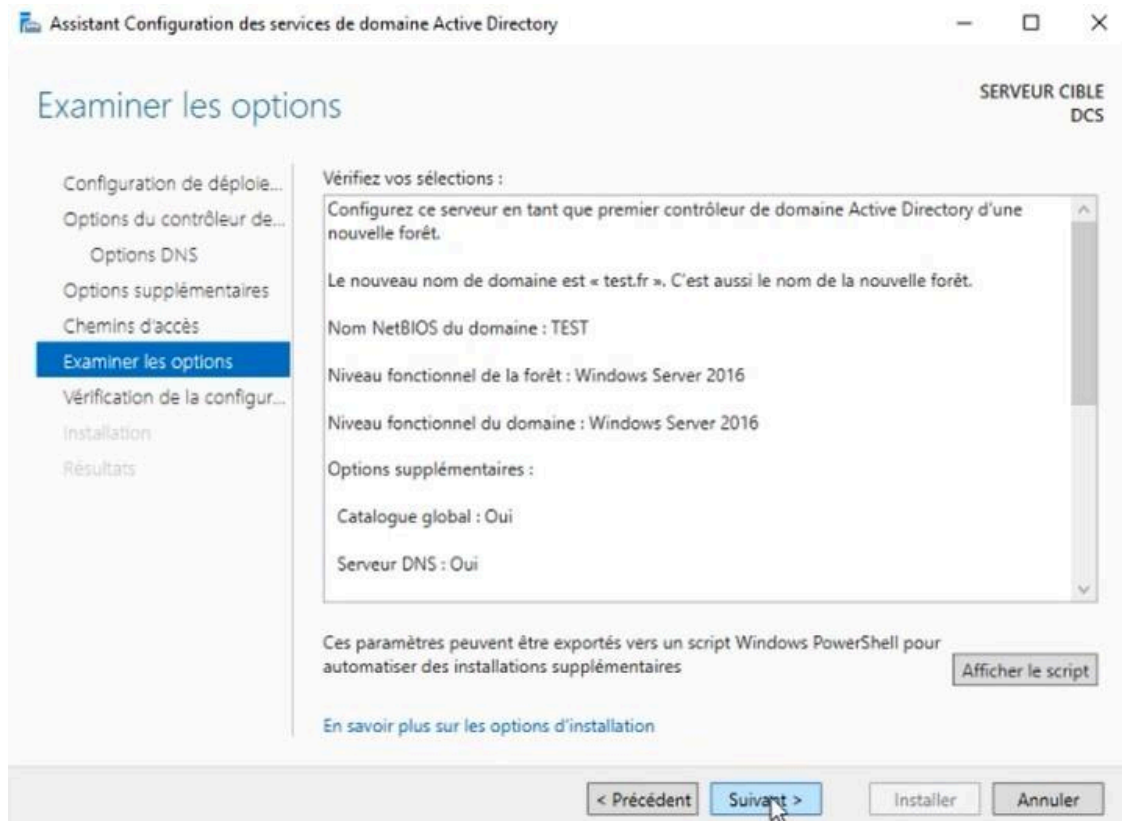 Assistant Configuration des services de domaine Active Directory
Examiner les options
SERVEUR CIBLE
DCS
Configuration de déploie...
Options du contrôleur de...
Options DNS
Options supplémentaires
Chemins d'accès
Examiner les options
Vérification de la configur...
Installation
Résultats
Vérifiez vos sélections :
Configurez ce serveur en tant que premier contrôleur de domaine Active Directory d'une
nouvelle forêt.
Le nouveau nom de domaine est « test.fr ». C'est aussi le nom de la nouvelle forêt.
Nom NetBIOS du domaine : TEST
Niveau fonctionnel de la forêt : Windows Server 2016
Niveau fonctionnel du domaine : Windows Server 2016
Options supplémentaires :
Catalogue global : Oui
Serveur DNS : Oui
Ces paramètres peuvent être exportés vers un script Windows PowerShell pour
automatiser des installations supplémentaires
Afficher le script
En savoir plus sur les options d'installation
< Précédent
Suivant >
Installer
Annuler